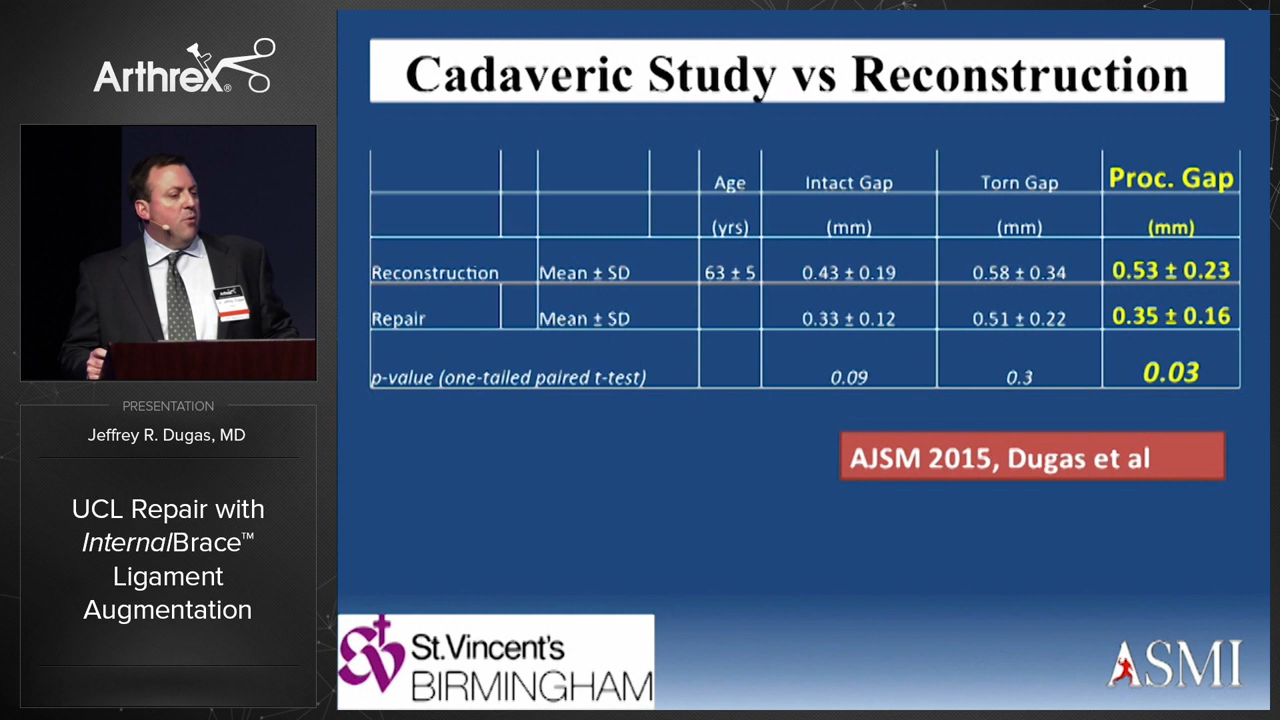 Arthrex®
PRESENTATION
Jeffrey R. Dugas, MD
UCL Repair with
InternalBrace™
Ligament
Augmentation
Cadaveric Study vs Reconstruction
Age Intact Gap Torn Gap Proc. Gap
(yrs) (mm) (mm) (mm)
Reconstruction Mean ± SD 63 ± 5 0.43 ± 0.19 0.58 ± 0.34 0.53 ± 0.23
Repair Mean ± SD 0.33 ± 0.12 0.51 ± 0.22 0.35 ± 0.16
p-value (one-tailed paired t-test) 0.09 0.3 0.03
AJSM 2015, Dugas et al
St.Vincent's
BIRMINGHAM
ASMI